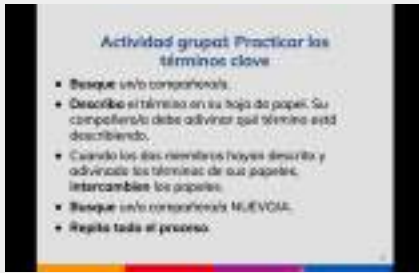 Actividad grupal: Practicar los
términos clave
• Busque un/a compañero/a.
• Describa el término en su hoja de papel. Su
compañero/a debe adivinar qué término está
describiendo.
• Cuando los dos miembros hayan descrito y
adivinado los términos de sus papeles,
intercambien los papeles.
• Busque un/a compañero/a NUEVO/A.
• Repita todo el proceso.